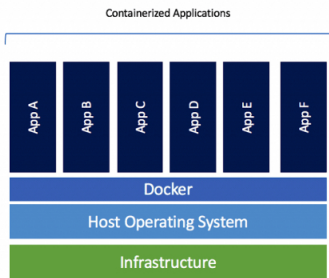 Containerized Applications
App A
App B
App C
App D
App E
App F
Docker
Host Operating System
Infrastructure